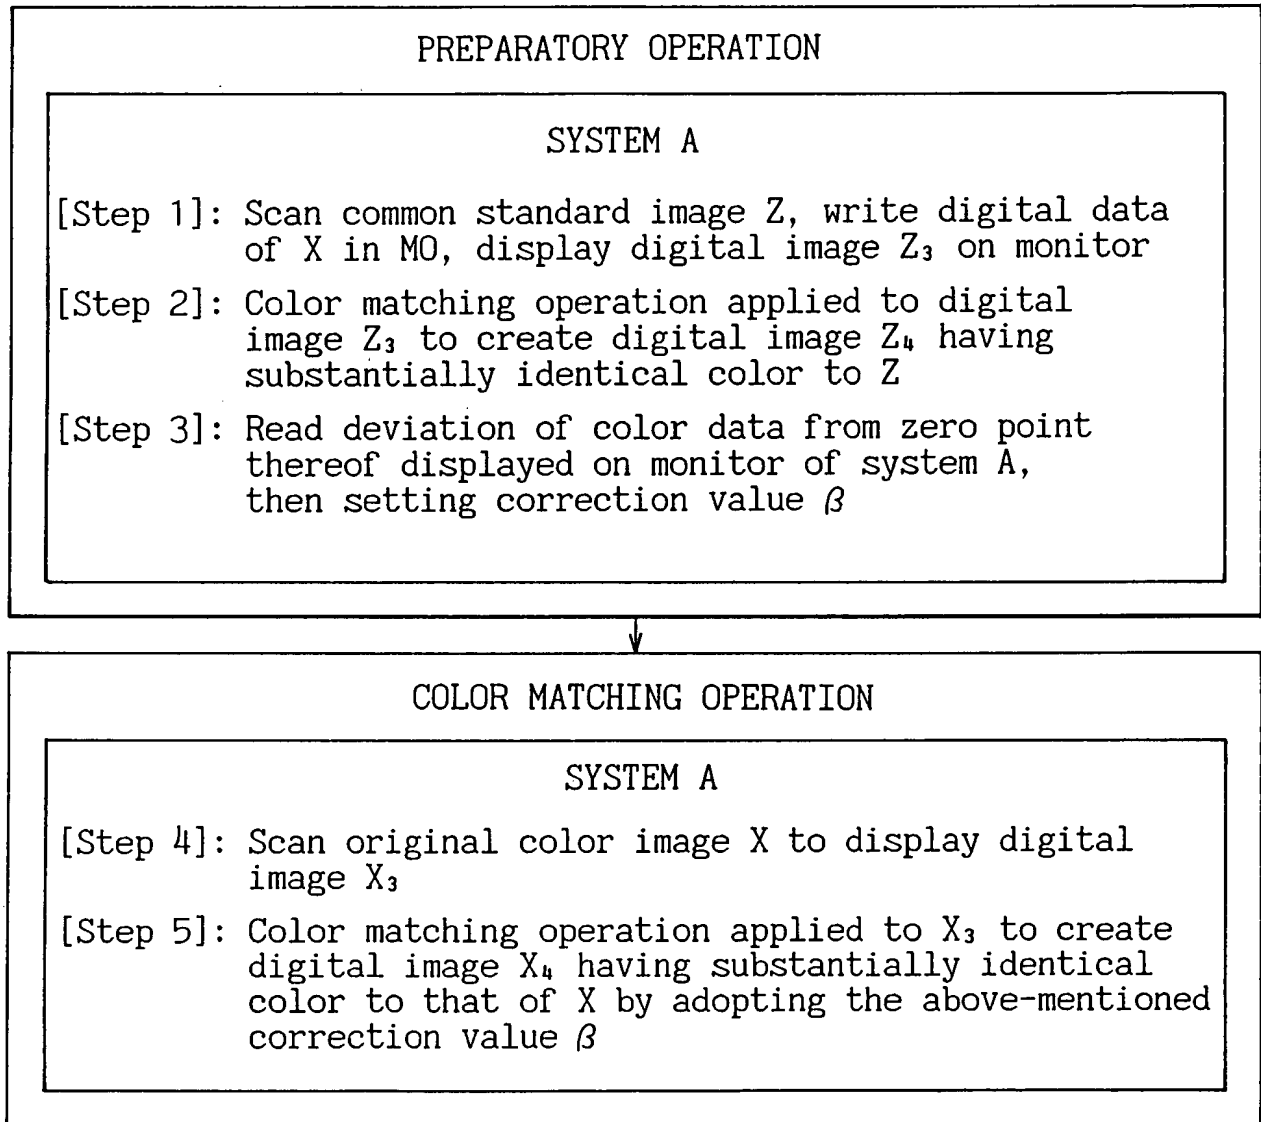 PREPARATORY OPERATION
SYSTEM A
[Step 1]: Scan common standard image Z, write digital data
of X in MO, display digital image Z₃ on monitor
[Step 2]: Color matching operation applied to digital
image Z₃ to create digital image Z₄ having
substantially identical color to Z
[Step 3]: Read deviation of color data from zero point
thereof displayed on monitor of system A,
then setting correction value β
COLOR MATCHING OPERATION
SYSTEM A
[Step 4]: Scan original color image X to display digital
image X₃
[Step 5]: Color matching operation applied to X₃ to create
digital image X₄ having substantially identical
color to that of X by adopting the above-mentioned
correction value β